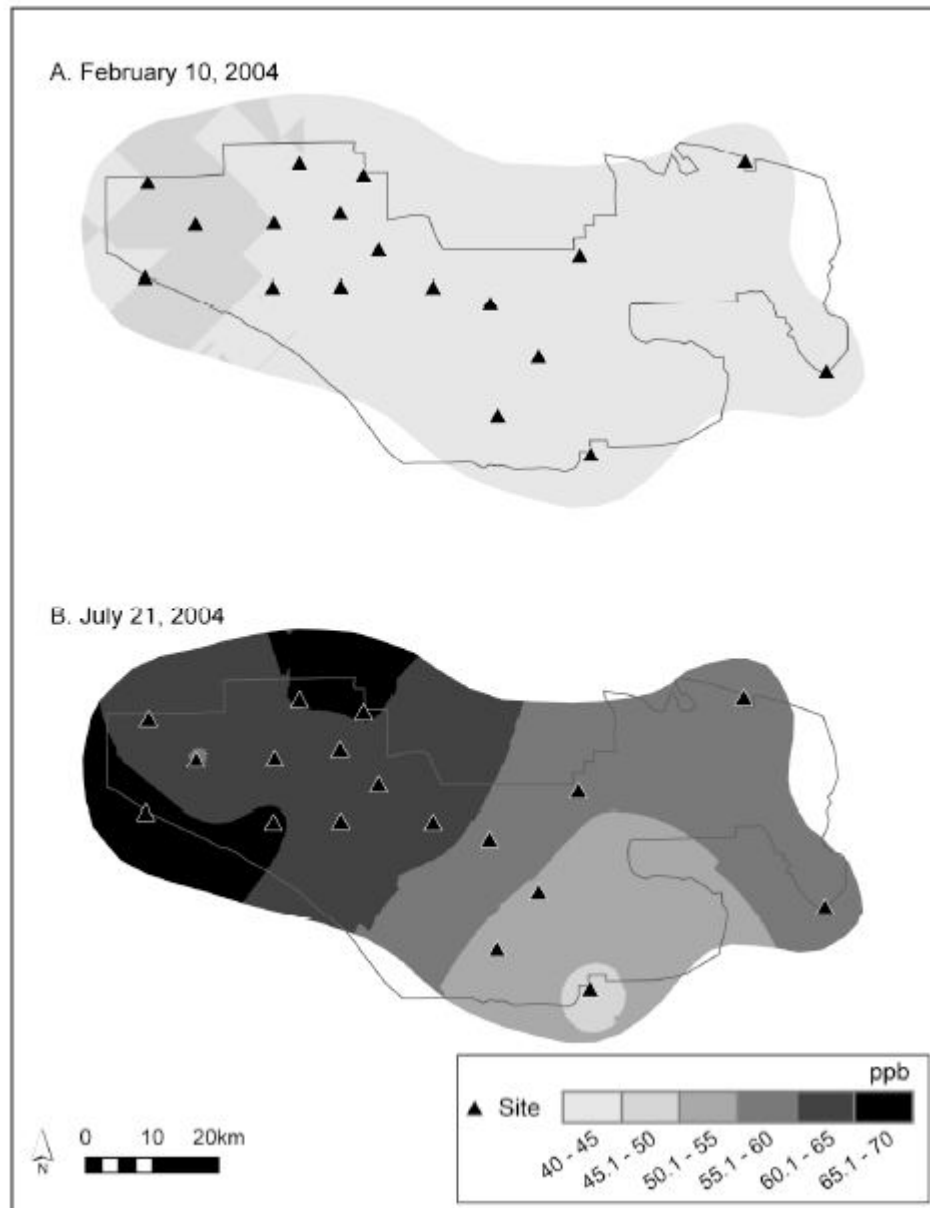 A. February 10, 2004
B. July 21, 2004
ppb
Site
40 - 45
45.1 - 50
50.1 - 55
55.1 - 60
60.1 - 65
65.1 - 70
0 10 20km
N